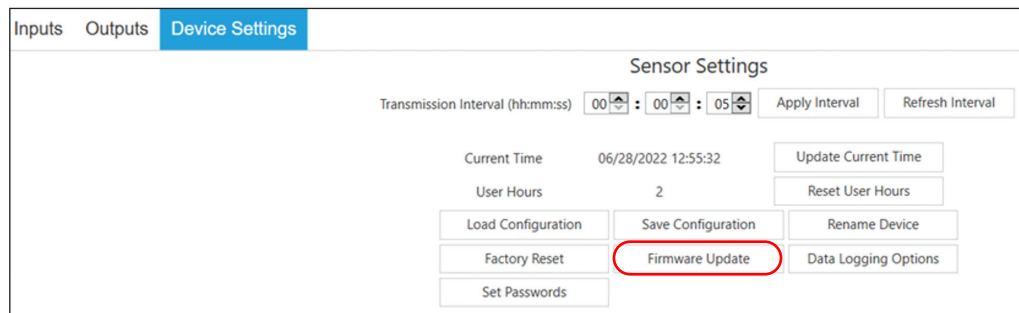 Inputs Outputs Device Settings
Sensor Settings
Transmission Interval (hh:mm:ss) 00 : 00 : 05 Apply Interval Refresh Interval
Current Time 06/28/2022 12:55:32 Update Current Time
User Hours 2 Reset User Hours
Load Configuration Save Configuration Rename Device
Factory Reset Firmware Update Data Logging Options
Set Passwords